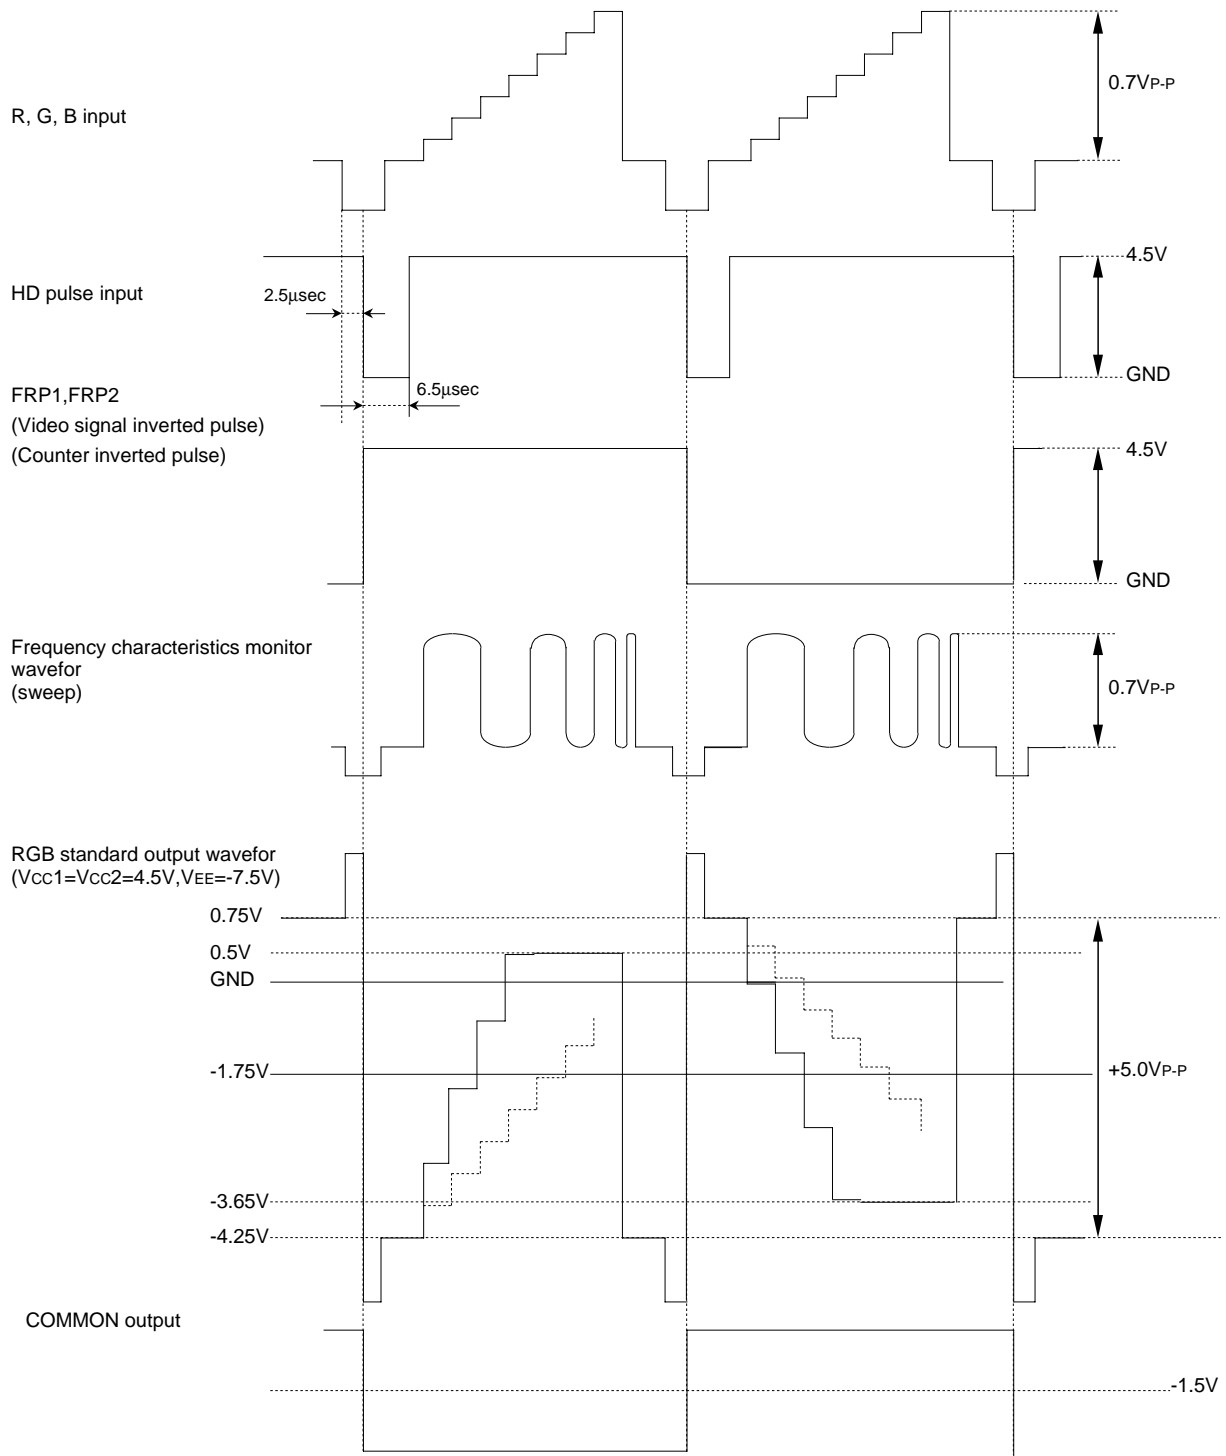 0.7VP-P
R, G, B input
4.5V
HD pulse input
2.5μsec
GND
FRP1,FRP2
6.5μsec
(Video signal inverted pulse)
(Counter inverted pulse)
4.5V
GND
Frequency characteristics monitor
wavefor
(sweep)
0.7VP-P
RGB standard output wavefor
(VCC1=VCC2=4.5V,VEE=-7.5V)
0.75V
0.5V
GND
-1.75V
+5.0VP-P
-3.65V
-4.25V
COMMON output
-1.5V